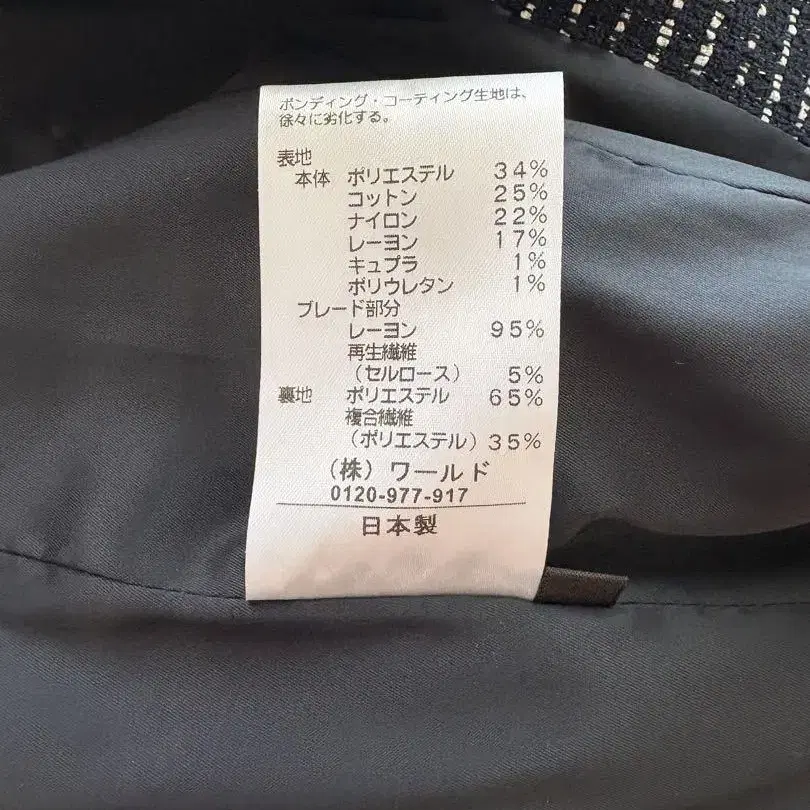 ボンディング・コーティング生地は、
徐々に劣化する。
表地
本体 ポリエステル 34%
コットン 25%
ナイロン 22%
レーヨン 17%
キュプラ 1%
ポリウレタン 1%
ブレード部分
レーヨン 95%
再生繊維
(セルロース) 5%
裏地 ポリエステル 65%
複合繊維
(ポリエステル) 35%
(株)ワールド
0120-977-917
日本製